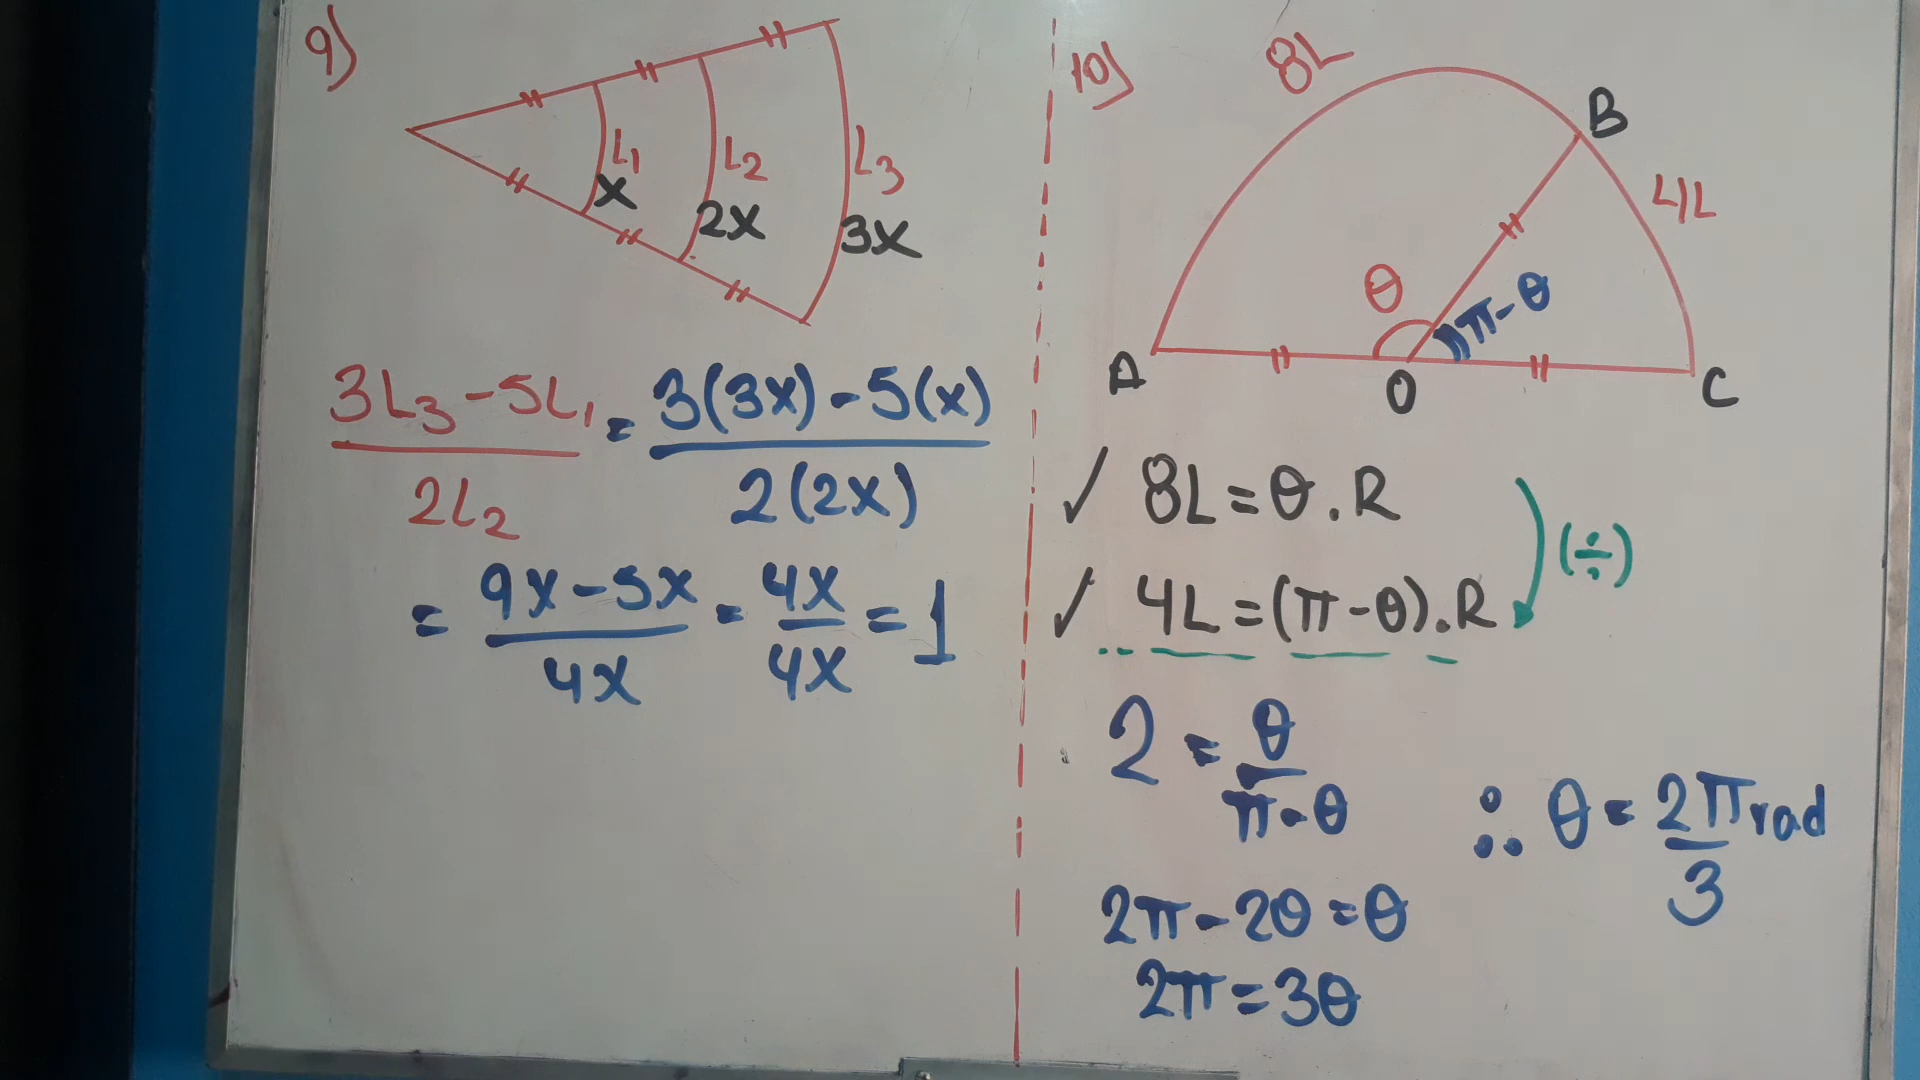 9)
L₁ L₂ L₃
x 2x 3x
3L₃-5L₁/2L₂ = 3(3x)-5(x)/2(2x)
= 9x-5x/4x = 4x/4x = 1
10)
8L
B
4L
θ π-θ
A O C
✓ 8L=θ.R
(÷)
✓ 4L=(π-θ).R
2 = θ/π-θ
∴ θ = 2π/3 rad
2π-2θ=θ
2π=3θ